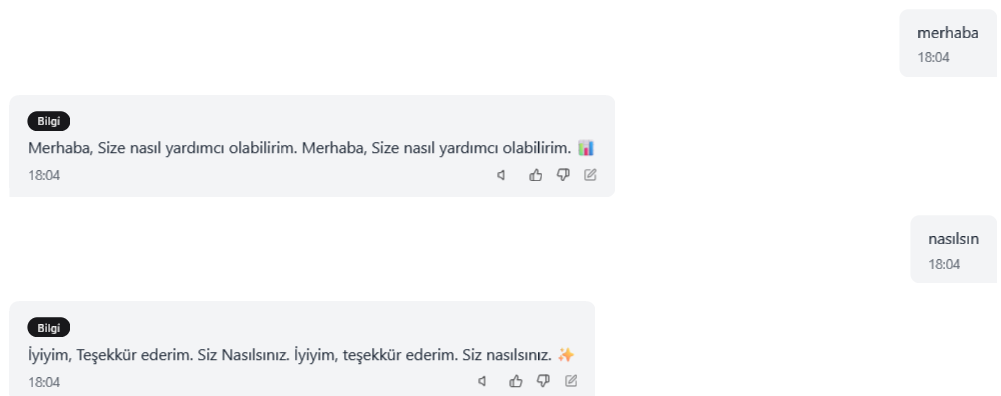 merhaba
18:04
Bilgi
Merhaba, Size nasıl yardımcı olabilirim. Merhaba, Size nasıl yardımcı olabilirim. 📊
18:04
nasılsın
18:04
Bilgi
İyiyim, Teşekkür ederim. Siz Nasılsınız. İyiyim, teşekkür ederim. Siz nasılsınız. ✨
18:04